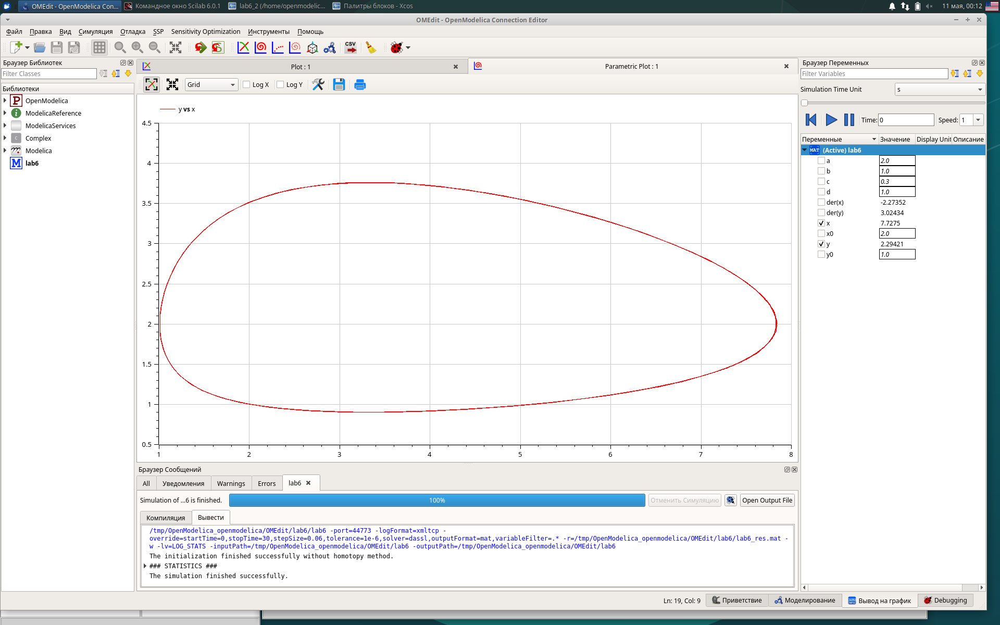 OMEdit - OpenModelica Con...
Командное окно Scilab 6.0.1
lab6_2 (/home/openmodelic...
Палитры блоков - Xcos
11 мая, 00:12
OMEdit - OpenModelica Connection Editor
Файл Правка Вид Симуляция Отладка SSP Sensitivity Optimization Инструменты Помощь
CSV
Браузер Библиотек
Filter Classes
Библиотеки
P OpenModelica
i ModelicaReference
ModelicaServices
C Complex
Modelica
M lab6
Plot : 1
Parametric Plot : 1
Grid
Log X
Log Y
y vs x
4.5
4
3.5
3
2.5
2
1.5
1
0.5
1 2 3 4 5 6 7 8
Браузер Сообщений
All Уведомления Warnings Errors lab6
Simulation of ...6 is finished.
100%
Отменить Симуляцию
Open Output File
Компиляция Вывести
/tmp/OpenModelica_openmodelica/OMEdit/lab6/lab6 -port=44773 -logFormat=xmltcp -
override=startTime=0,stopTime=30,stepSize=0.06,tolerance=1e-6,solver=dassl,outputFormat=mat,variableFilter=.* -r=/tmp/OpenModelica_openmodelica/OMEdit/lab6/lab6_res.mat -
w -lv=LOG_STATS -inputPath=/tmp/OpenModelica_openmodelica/OMEdit/lab6 -outputPath=/tmp/OpenModelica_openmodelica/OMEdit/lab6
The initialization finished successfully without homotopy method.
### STATISTICS ###
The simulation finished successfully.
Браузер Переменных
Filter Variables
Simulation Time Unit s
Time: 0 Speed: 1
Переменные Значение Display Unit Описание
MAT (Active) lab6
a 2.0
b 1.0
c 0.3
d 1.0
der(x) -2.27352
der(y) 3.02434
x 7.7275
x0 2.0
y 2.29421
y0 1.0
Ln: 19, Col: 9
Приветствие
Моделирование
Вывод на график
Debugging